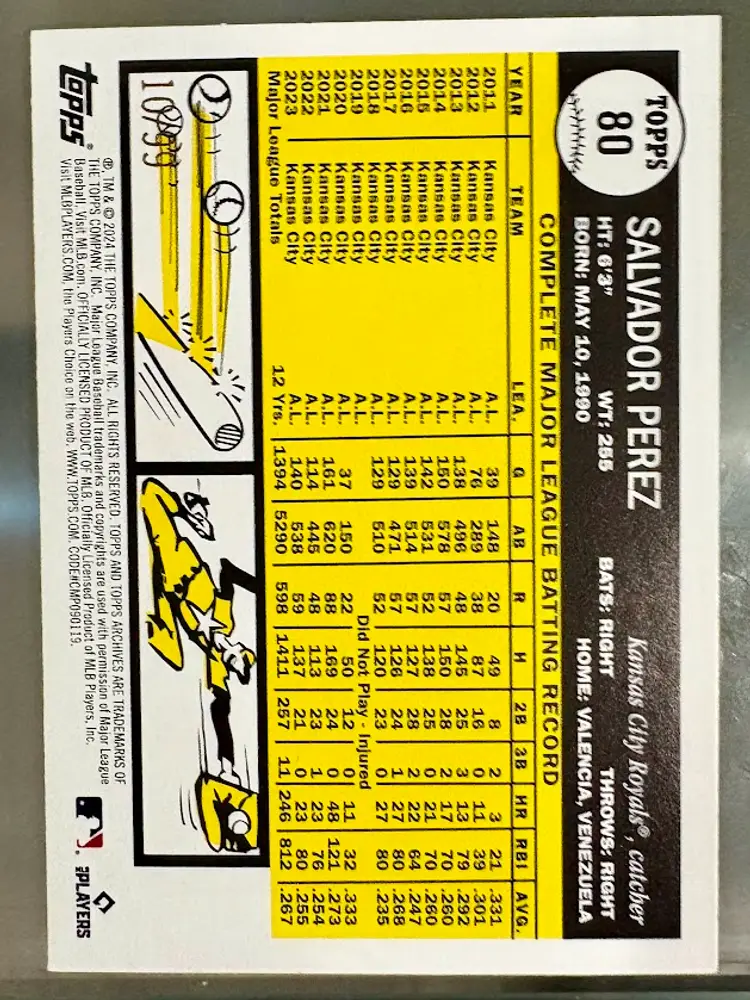 TOPPS
80
SALVADOR PEREZ
Kansas City Royals®, catcher
HT: 6'3" WT: 255 BATS: RIGHT THROWS: RIGHT
BORN: MAY 10, 1990 HOME: VALENCIA, VENEZUELA
COMPLETE MAJOR LEAGUE BATTING RECORD
YEAR TEAM LEA. G AB R H 2B 3B HR RBI AVG.
2011 Kansas City A.L. 39 148 20 49 8 2 3 21 .331
2012 Kansas City A.L. 76 289 38 87 16 0 11 39 .301
2013 Kansas City A.L. 138 496 48 145 25 3 13 79 .292
2014 Kansas City A.L. 150 578 57 150 28 2 17 70 .260
2015 Kansas City A.L. 142 531 52 138 25 0 21 70 .260
2016 Kansas City A.L. 139 514 57 127 28 2 22 64 .247
2017 Kansas City A.L. 129 471 57 126 24 1 27 80 .268
2018 Kansas City A.L. 129 510 52 120 23 0 27 80 .235
2019 Kansas City A.L. Did Not Play - Injured
2020 Kansas City A.L. 37 150 22 50 12 0 11 32 .333
2021 Kansas City A.L. 161 620 88 169 24 0 48 121 .273
2022 Kansas City A.L. 114 445 48 113 23 1 23 76 .254
2023 Kansas City A.L. 140 538 59 137 21 0 23 80 .255
Major League Totals 12 Yrs. 1394 5290 598 1411 257 11 246 812 .267
10/99
topps®
®, TM & © 2024 THE TOPPS COMPANY, INC. ALL RIGHTS RESERVED. TOPPS AND TOPPS ARCHIVES ARE TRADEMARKS OF
THE TOPPS COMPANY, INC. Major League Baseball trademarks and copyrights are used with permission of Major League
Baseball. Visit MLB.com. OFFICIALLY LICENSED PRODUCT OF MLB. Officially Licensed Product of MLB Players, Inc.
Visit MLBPLAYERS.COM, the Players Choice on the web. WWW.TOPPS.COM. CODE#CMP090119.
MLB PLAYERS